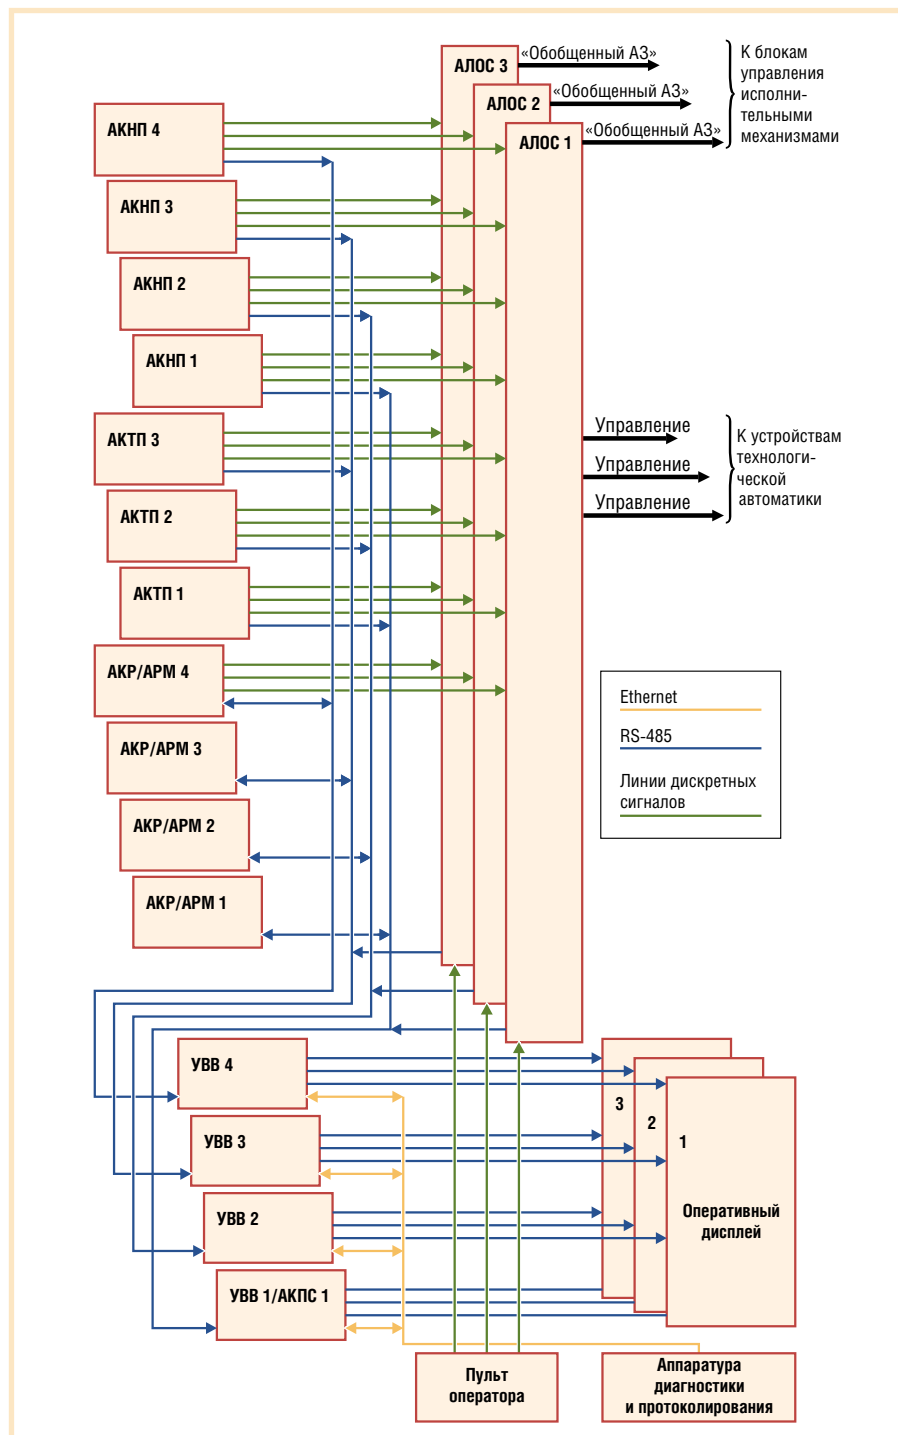 АЛОС 3
«Обобщенный АЗ»
АЛОС 2
«Обобщенный АЗ»
АЛОС 1
«Обобщенный АЗ»
К блокам
управления
исполни-
тельными
механизмами
АКНП 4
АКНП 3
АКНП 2
АКНП 1
АКТП 3
АКТП 2
АКТП 1
Управление
Управление
Управление
К устройствам
технологи-
ческой
автоматики
АКР/АРМ 4
АКР/АРМ 3
АКР/АРМ 2
АКР/АРМ 1
Ethernet
RS-485
Линии дискретных
сигналов
УВВ 4
УВВ 3
УВВ 2
УВВ 1/АКПС 1
3
2
1
Оперативный
дисплей
Пульт
оператора
Аппаратура
диагностики
и протоколирования